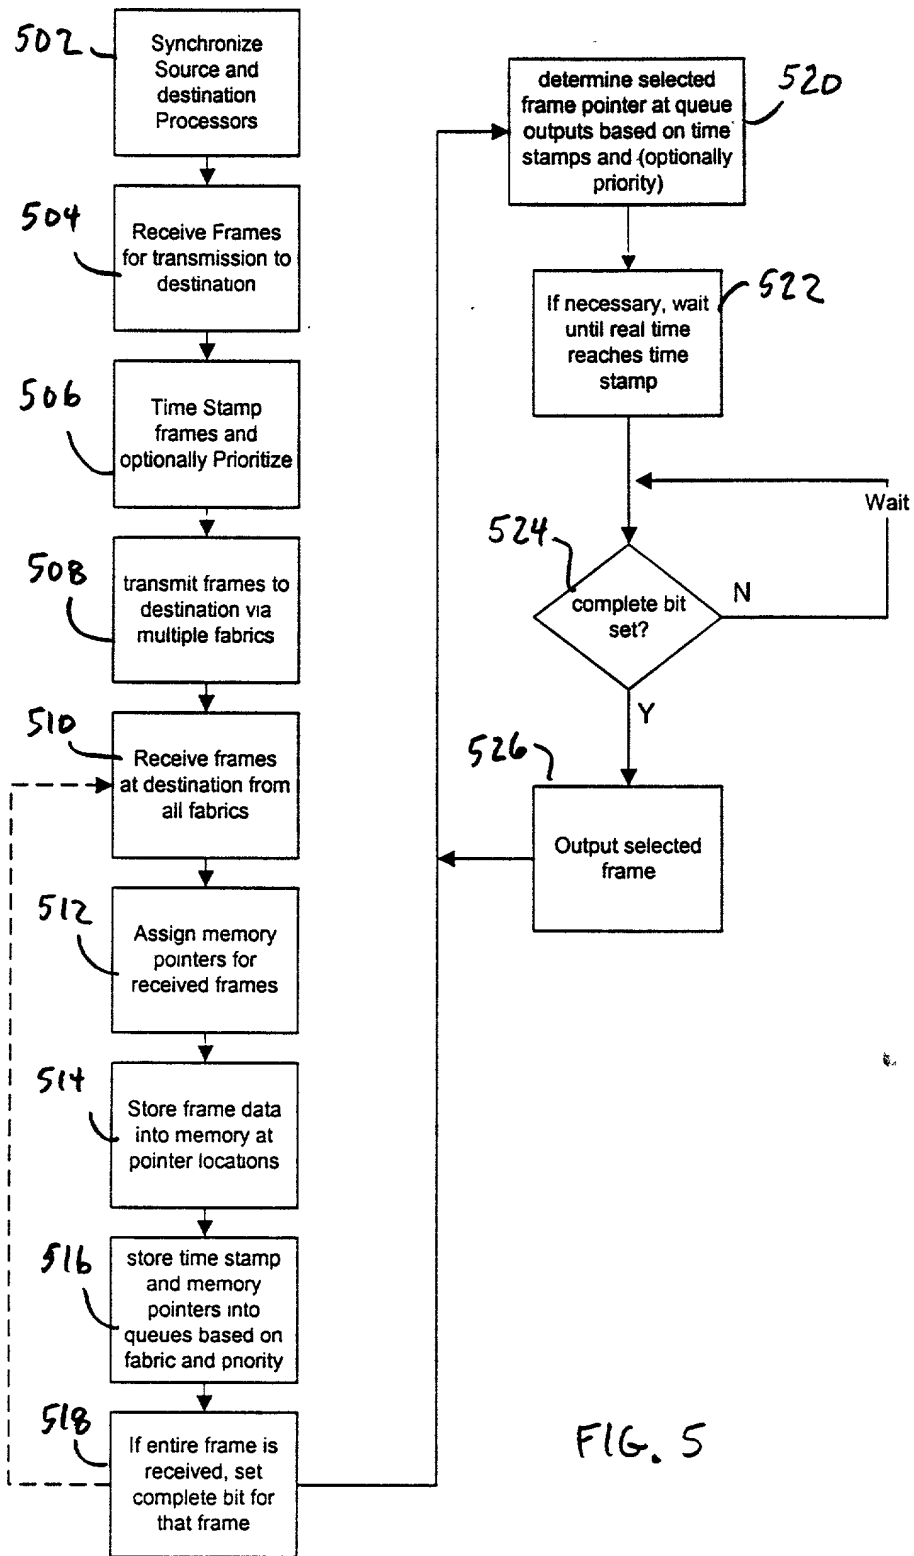 502
Synchronize
Source and
destination
Processors
504
Receive Frames
for transmission to
destination
506
Time Stamp
frames and
optionally Prioritize
508
transmit frames to
destination via
multiple fabrics
510
Receive frames
at destination from
all fabrics
512
Assign memory
pointers for
received frames
514
Store frame data
into memory at
pointer locations
516
store time stamp
and memory
pointers into
queues based on
fabric and priority
518
If entire frame is
received, set
complete bit for
that frame
520
determine selected
frame pointer at queue
outputs based on time
stamps and (optionally
priority)
522
If necessary, wait
until real time
reaches time
stamp
Wait
524
complete bit
set?
N
Y
526
Output selected
frame
FIG. 5